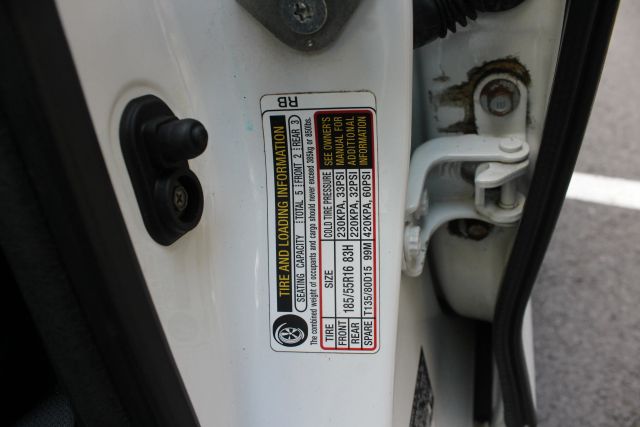 TIRE AND LOADING INFORMATION RB
SEATING CAPACITY TOTAL 5 FRONT 2 REAR 3
The combined weight of occupants and cargo should never exceed 385kg or 850lbs.
TIRE SIZE COLD TIRE PRESSURE SEE OWNER'S
FRONT 185/55R16 83H 230KPA, 33PSI MANUAL FOR
REAR 220KPA, 32PSI ADDITIONAL
SPARE T135/80D15 99M 420KPA, 60PSI INFORMATION